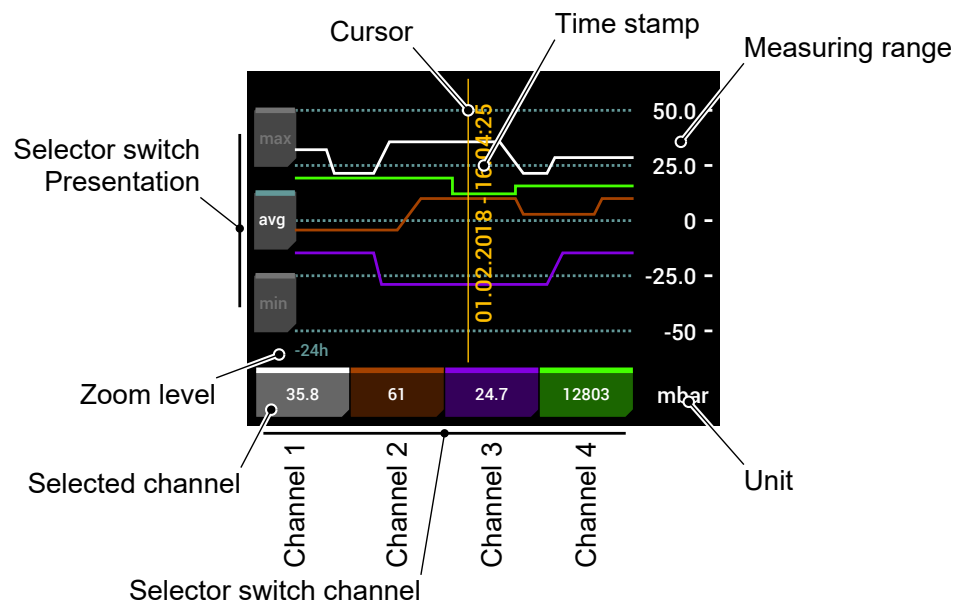 Cursor
Time stamp
Measuring range
Selector switch
Presentation
max
avg
min
50.0
25.0
0
-25.0
-50
01.02.2018 - 16:04:25
-24h
Zoom level
35.8
61
24.7
12803
mbar
Selected channel
Channel 1
Channel 2
Channel 3
Channel 4
Unit
Selector switch channel